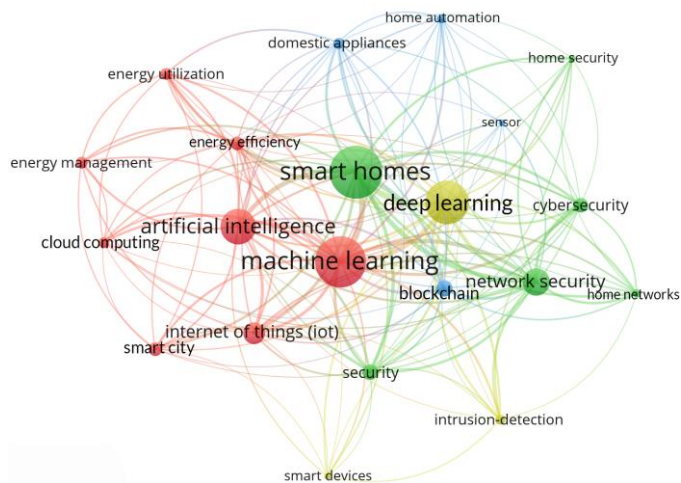 home automation
domestic appliances
home security
energy utilization
sensor
energy efficiency
energy management
smart homes
deep learning
cybersecurity
artificial intelligence
cloud computing
machine learning
network security
blockchain
home networks
internet of things (iot)
smart city
security
intrusion-detection
smart devices